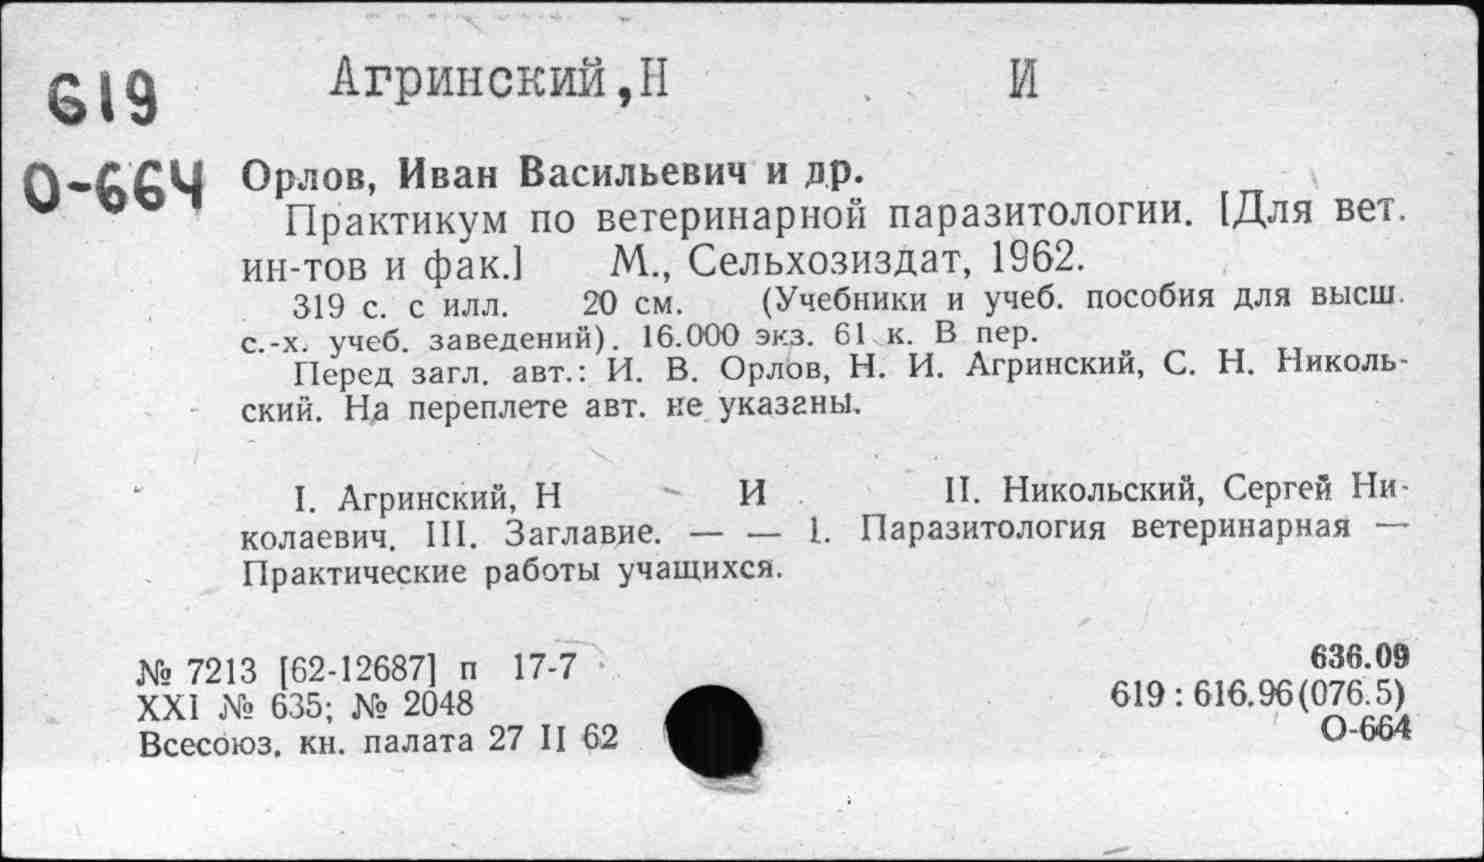 619 Агринский,Н И
О-664 Орлов, Иван Васильевич и др.
Практикум по ветеринарной паразитологии. [Для вет.
ин-тов и фак.] М., Сельхозиздат, 1962.
319 с. с илл. 20 см. (Учебники и учеб. пособия для высш.
с.-х. учеб. заведений). 16.000 экз. 61 к. В пер.
Перед загл. авт.: И. В. Орлов, Н. И. Агринский, С. Н. Николь-
ский. На переплете авт. не указаны.
I. Агринский, Н И II. Никольский, Сергей Ни-
колаевич. III. Заглавие. — — 1. Паразитология ветеринарная —
Практические работы учащихся.
№ 7213 [62-12687] п 17-7
XXI № 635; № 2048
Всесоюз. кн. палата 27 II 62
636.09
619 : 616.96(076.5)
О-664